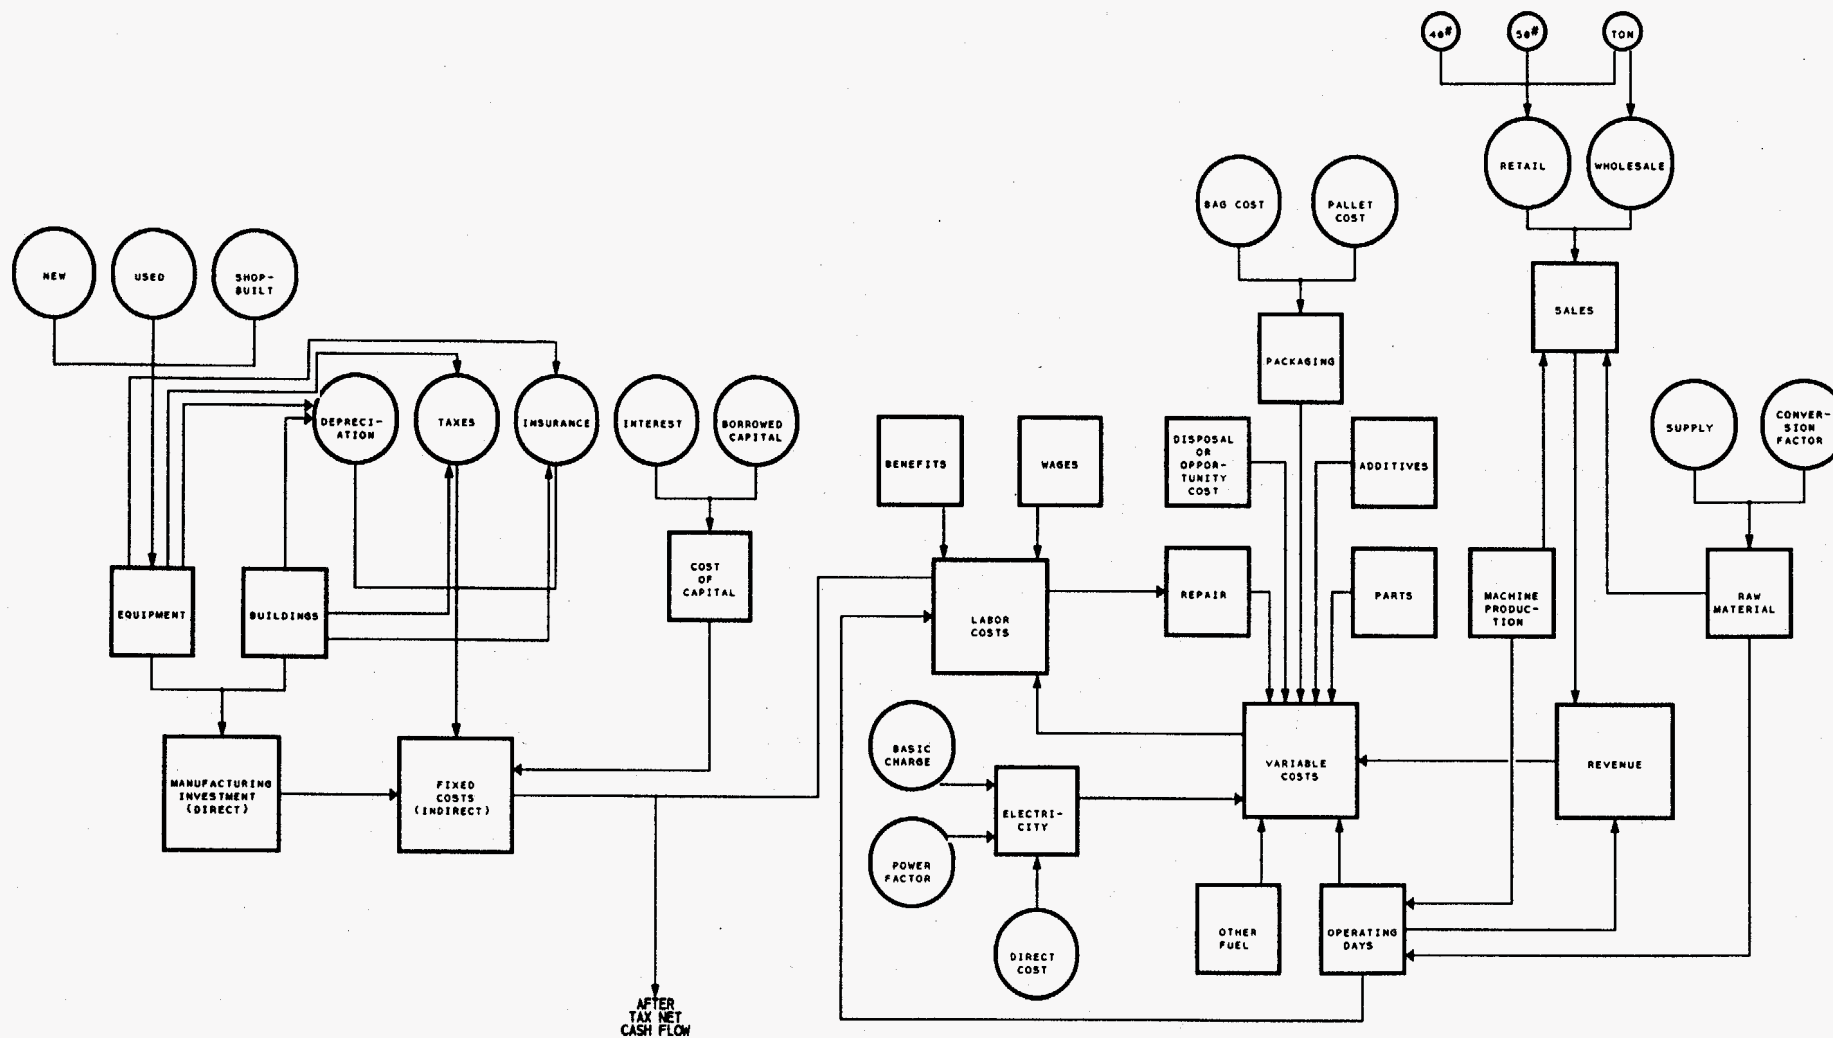 40#
50#
TON
RETAIL
WHOLESALE
BAG COST
PALLET
COST
NEW
USED
SHOP-
BUILT
SALES
PACKAGING
DEPRECI-
ATION
TAXES
INSURANCE
INTEREST
BORROWED
CAPITAL
SUPPLY
CONVER-
SION
FACTOR
BENEFITS
WAGES
DISPOSAL
OR
OPPOR-
TUNITY
COST
ADDITIVES
COST
OF
CAPITAL
EQUIPMENT
BUILDINGS
LABOR
COSTS
REPAIR
PARTS
MACHINE
PRODUC-
TION
RAW
MATERIAL
BASIC
CHARGE
VARIABLE
COSTS
REVENUE
MANUFACTURING
INVESTMENT
(DIRECT)
FIXED
COSTS
(INDIRECT)
ELECTRI-
CITY
POWER
FACTOR
DIRECT
COST
OTHER
FUEL
OPERATING
DAYS
AFTER
TAX NET
CASH FLOW